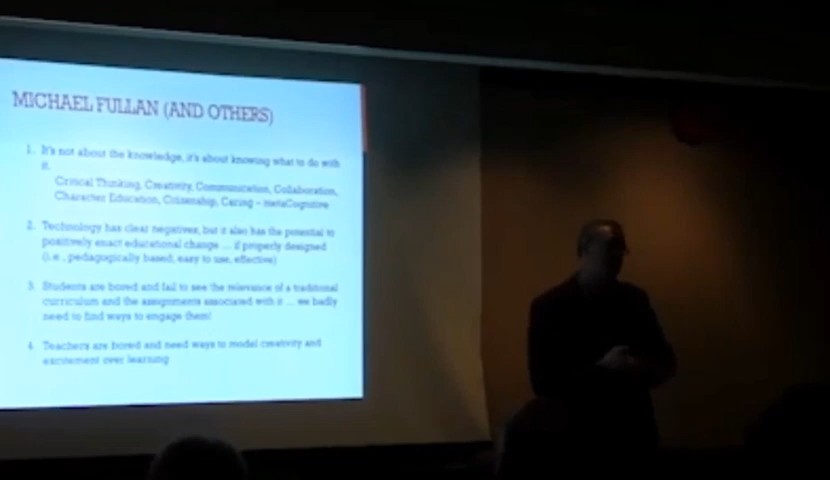 MICHAEL FULLAN (AND OTHERS)
1. It's not about the knowledge, it's about knowing what to do with
it.
Critical Thinking, Creativity, Communication, Collaboration,
Character Education, Citizenship, Caring – metaCognitive
2. Technology has clear negatives, but it also has the potential to
positively enact educational change ... if properly designed
(i.e., pedagogically based, easy to use, effective)
3. Students are bored and fail to see the relevance of a traditional
curriculum and the assignments associated with it ... we badly
need to find ways to engage them!
4. Teachers are bored and need ways to model creativity and
excitement over learning